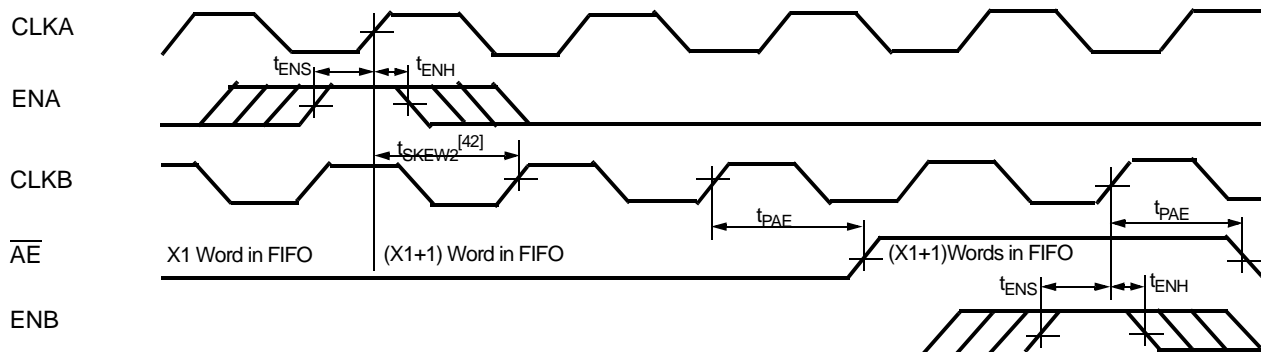 CLKA
tENS
tENH
ENA
tSKEW2[42]
CLKB
tPAE
tPAE
AE
X1 Word in FIFO
(X1+1) Word in FIFO
(X1+1)Words in FIFO
tENS
tENH
ENB